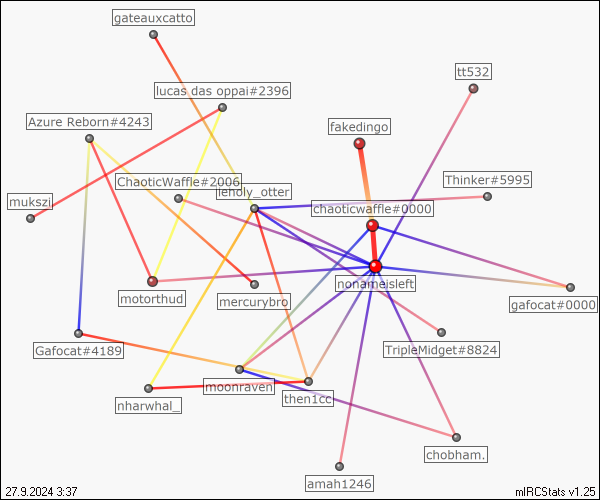 gateauxcatto
tt532
lucas das oppai#2396
Azure Reborn#4243
fakedingo
ChaoticWaffle#2006
Thinker#5995
leholy_otter
mukszi
chaoticwaffle#0000
nonameisleft
motorthud
mercurybro
gafocat#0000
Gafocat#4189
TripleMidget#8824
moonraven
then1cc
nharwhal_
chobham.
amah1246
27.9.2024 3:37
mIRCStats v1.25